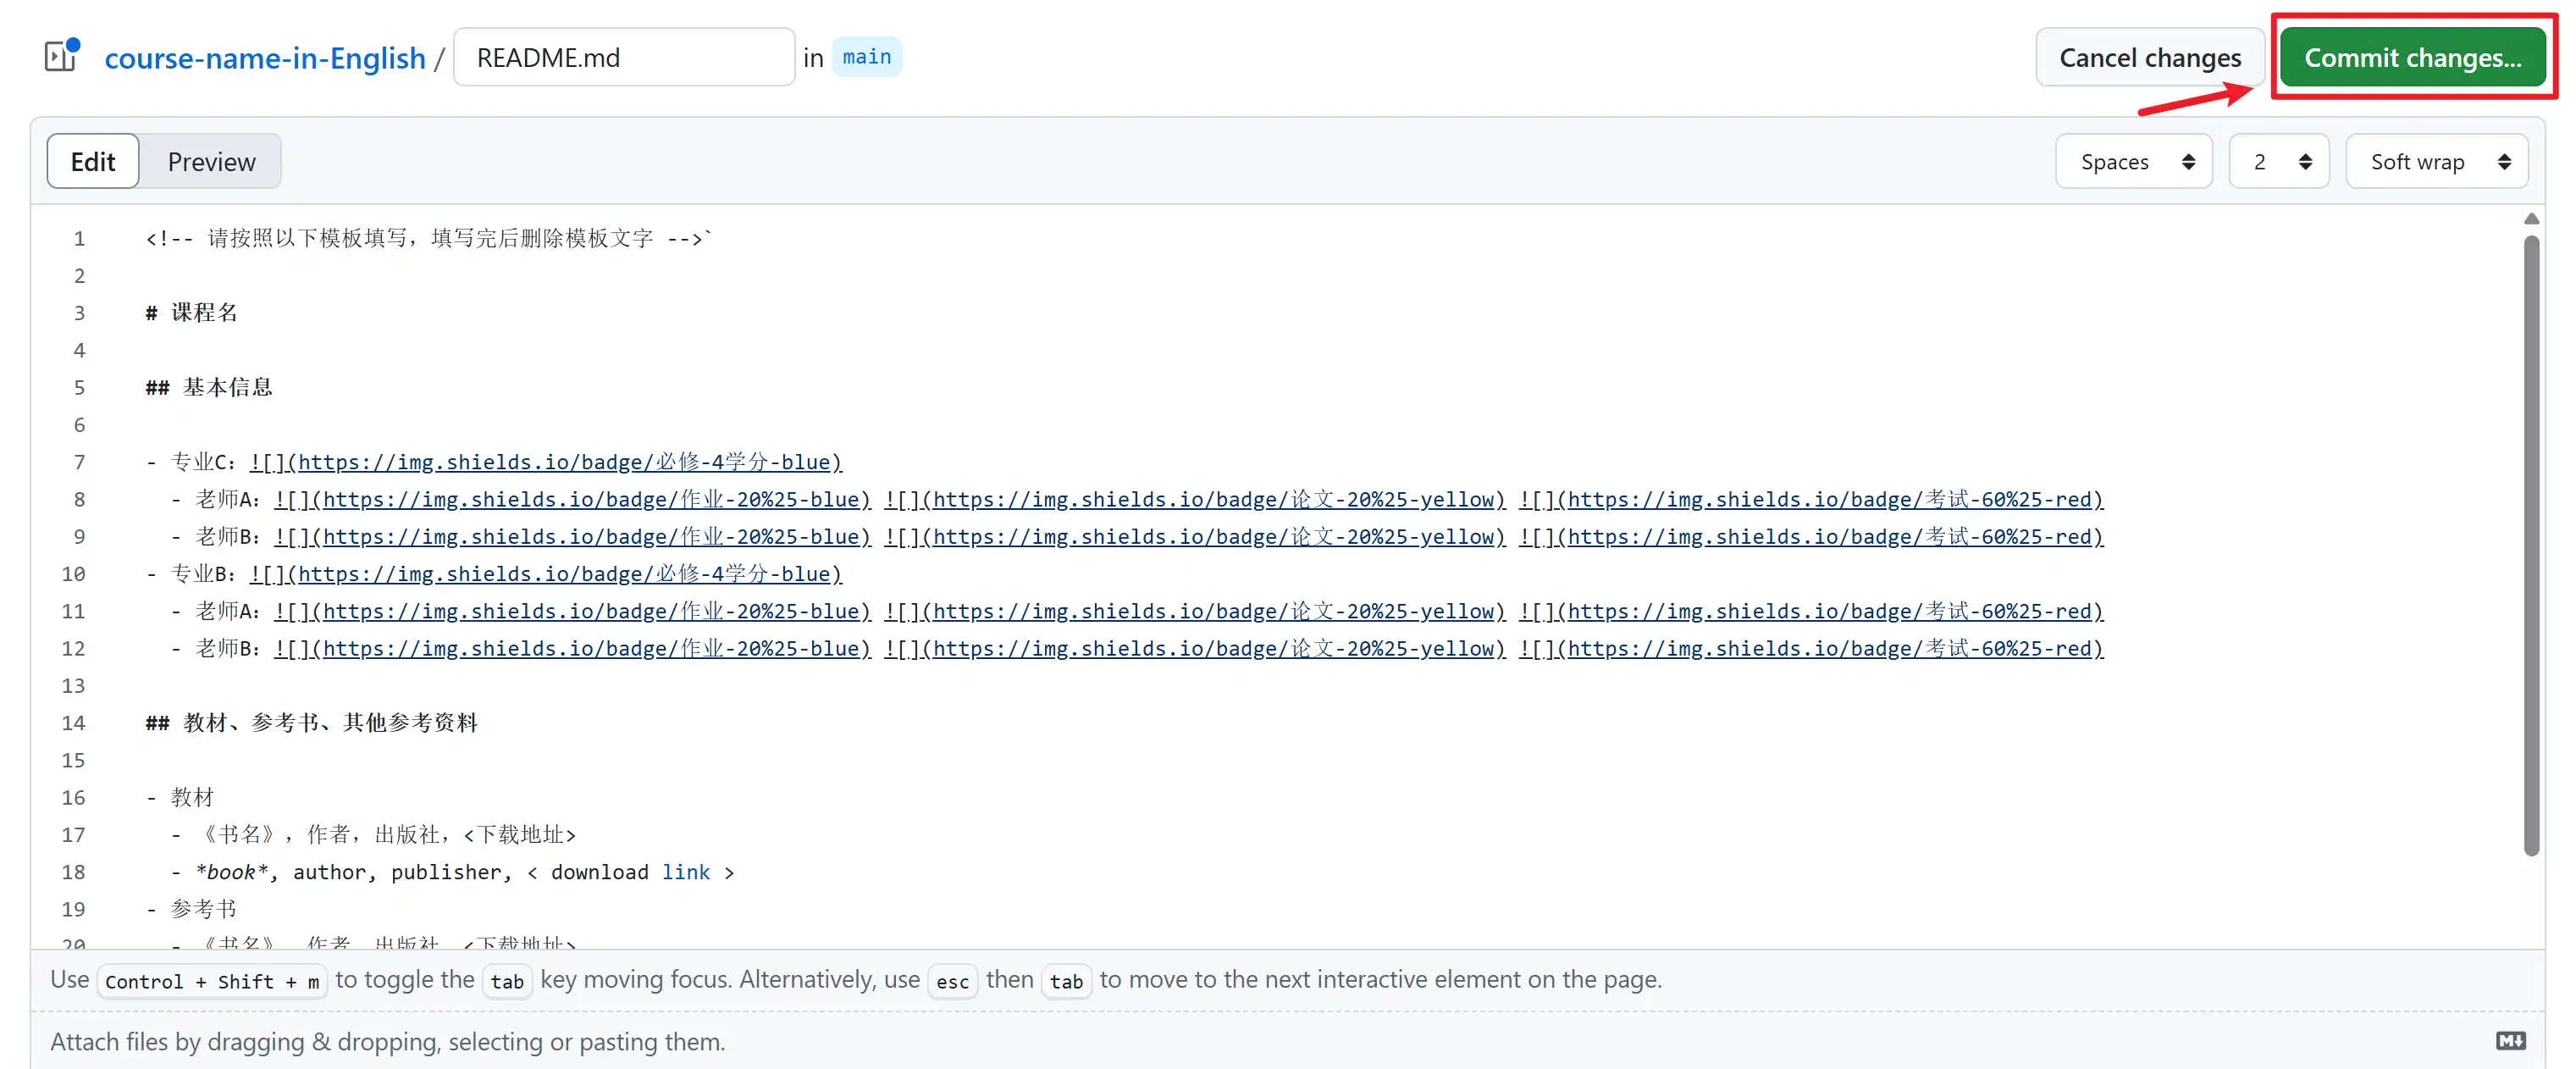 course-name-in-English / README.md in main Cancel changes Commit changes...
Edit Preview Spaces 2 Soft wrap
1 <!-- 请按照以下模板填写，填写完后删除模板文字 -->`
2
3 # 课程名
4
5 ## 基本信息
6
7 - 专业C：![](https://img.shields.io/badge/必修-4学分-blue)
8 - 老师A：![](https://img.shields.io/badge/作业-20%25-blue) ![](https://img.shields.io/badge/论文-20%25-yellow) ![](https://img.shields.io/badge/考试-60%25-red)
9 - 老师B：![](https://img.shields.io/badge/作业-20%25-blue) ![](https://img.shields.io/badge/论文-20%25-yellow) ![](https://img.shields.io/badge/考试-60%25-red)
10 - 专业B：![](https://img.shields.io/badge/必修-4学分-blue)
11 - 老师A：![](https://img.shields.io/badge/作业-20%25-blue) ![](https://img.shields.io/badge/论文-20%25-yellow) ![](https://img.shields.io/badge/考试-60%25-red)
12 - 老师B：![](https://img.shields.io/badge/作业-20%25-blue) ![](https://img.shields.io/badge/论文-20%25-yellow) ![](https://img.shields.io/badge/考试-60%25-red)
13
14 ## 教材、参考书、其他参考资料
15
16 - 教材
17 - 《书名》，作者，出版社，<下载地址>
18 - *book*, author, publisher, < download link >
19 - 参考书
20 - 《书名》，作者，出版社，<下载地址>
Use Control + Shift + m to toggle the tab key moving focus. Alternatively, use esc then tab to move to the next interactive element on the page.
Attach files by dragging & dropping, selecting or pasting them.